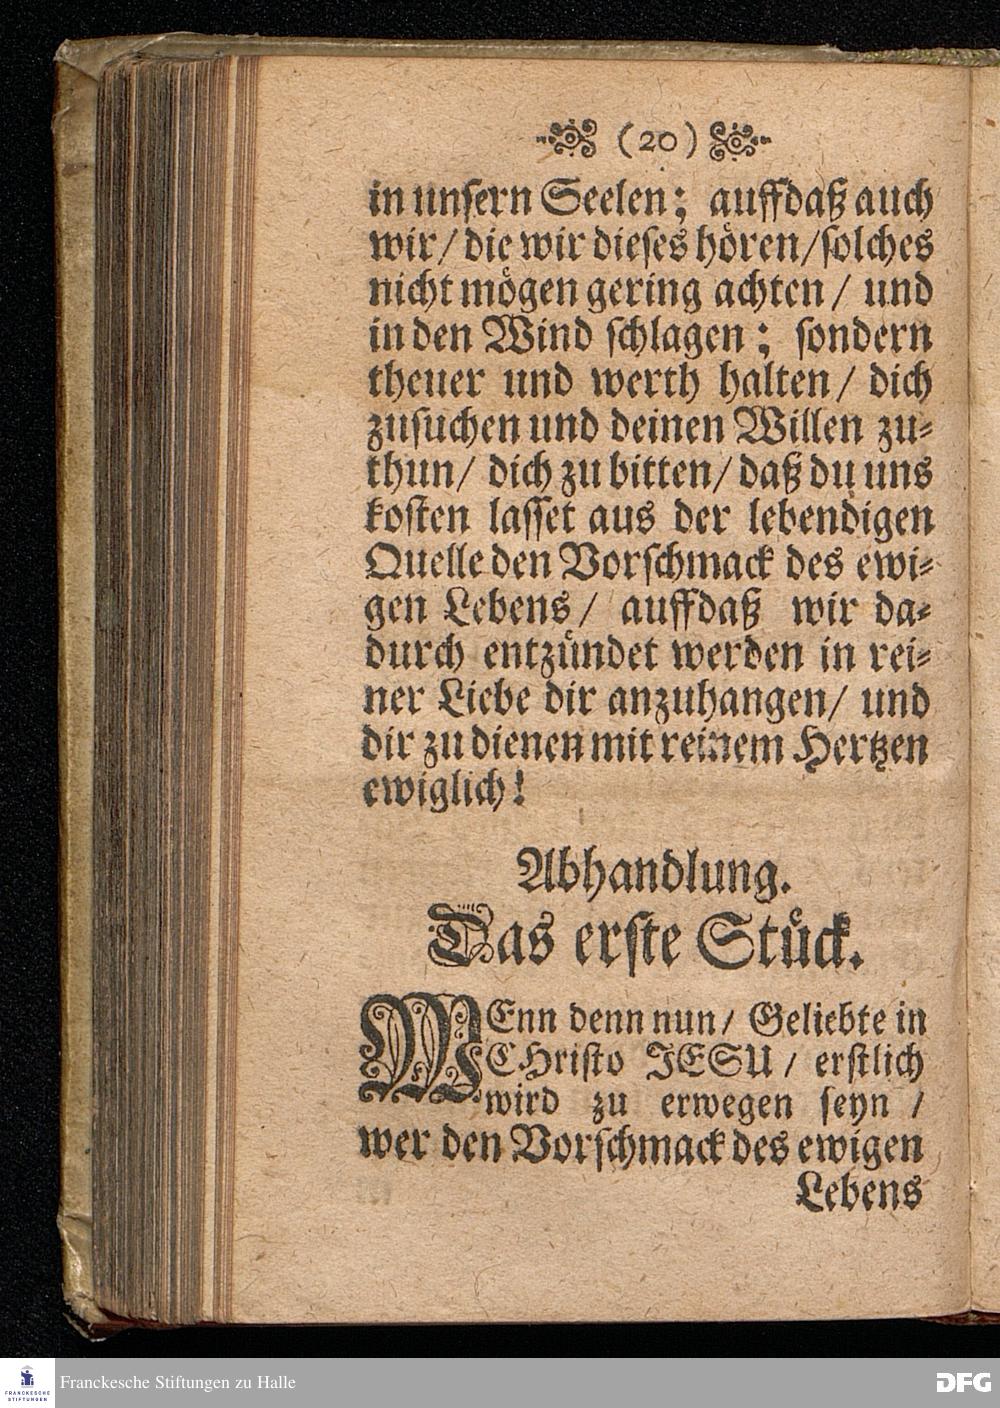 (20)
in unsern Seelen; auffdaß auch
wir/ die wir dieses hören/ solches
nicht mögen gering achten/ und
in den Wind schlagen; sondern
theuer und werth halten/ dich
zusuchen und deinen Willen zu-
thun/ dich zu bitten/ daß du uns
kosten lasset aus der lebendigen
Quelle den Vorschmack des ewi-
gen Lebens/ auffdaß wir da-
durch entzündet werden in rei-
ner Liebe dir anzuhangen/ und
dir zu dienen mit reinem Hertzen
ewiglich!
Abhandlung.
Das erste Stück.
WEnn denn nun/ Geliebte in
CHristo JESU/ erstlich
wird zu erwegen seyn /
wer den Vorschmack des ewigen
Lebens
FRANCKESCHE
STIFTUNGEN
Franckesche Stiftungen zu Halle
DFG